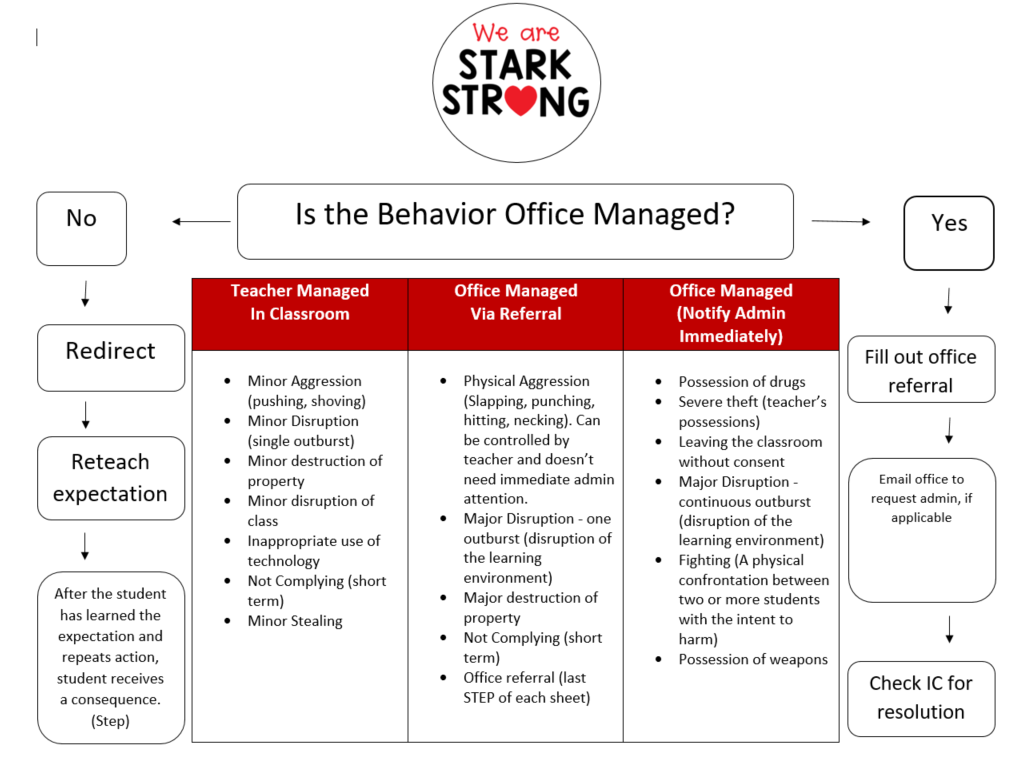 We are
STARK
STRONG
Is the Behavior Office Managed?
No
Redirect
Reteach
expectation
After the student
has learned the
expectation and
repeats action,
student receives
a consequence.
(Step)
Teacher Managed
In Classroom
• Minor Aggression
(pushing, shoving)
• Minor Disruption
(single outburst)
• Minor destruction of
property
• Minor disruption of
class
• Inappropriate use of
technology
• Not Complying (short
term)
• Minor Stealing
Office Managed
Via Referral
• Physical Aggression
(Slapping, punching,
hitting, necking). Can
be controlled by
teacher and doesn’t
need immediate admin
attention.
• Major Disruption - one
outburst (disruption of
the learning
environment)
• Major destruction of
property
• Not Complying (short
term)
• Office referral (last
STEP of each sheet)
Office Managed
(Notify Admin
Immediately)
• Possession of drugs
• Severe theft (teacher’s
possessions)
• Leaving the classroom
without consent
• Major Disruption -
continuous outburst
(disruption of the
learning environment)
• Fighting (A physical
confrontation between
two or more students
with the intent to
harm)
• Possession of weapons
Yes
Fill out office
referral
Email office to
request admin, if
applicable
Check IC for
resolution